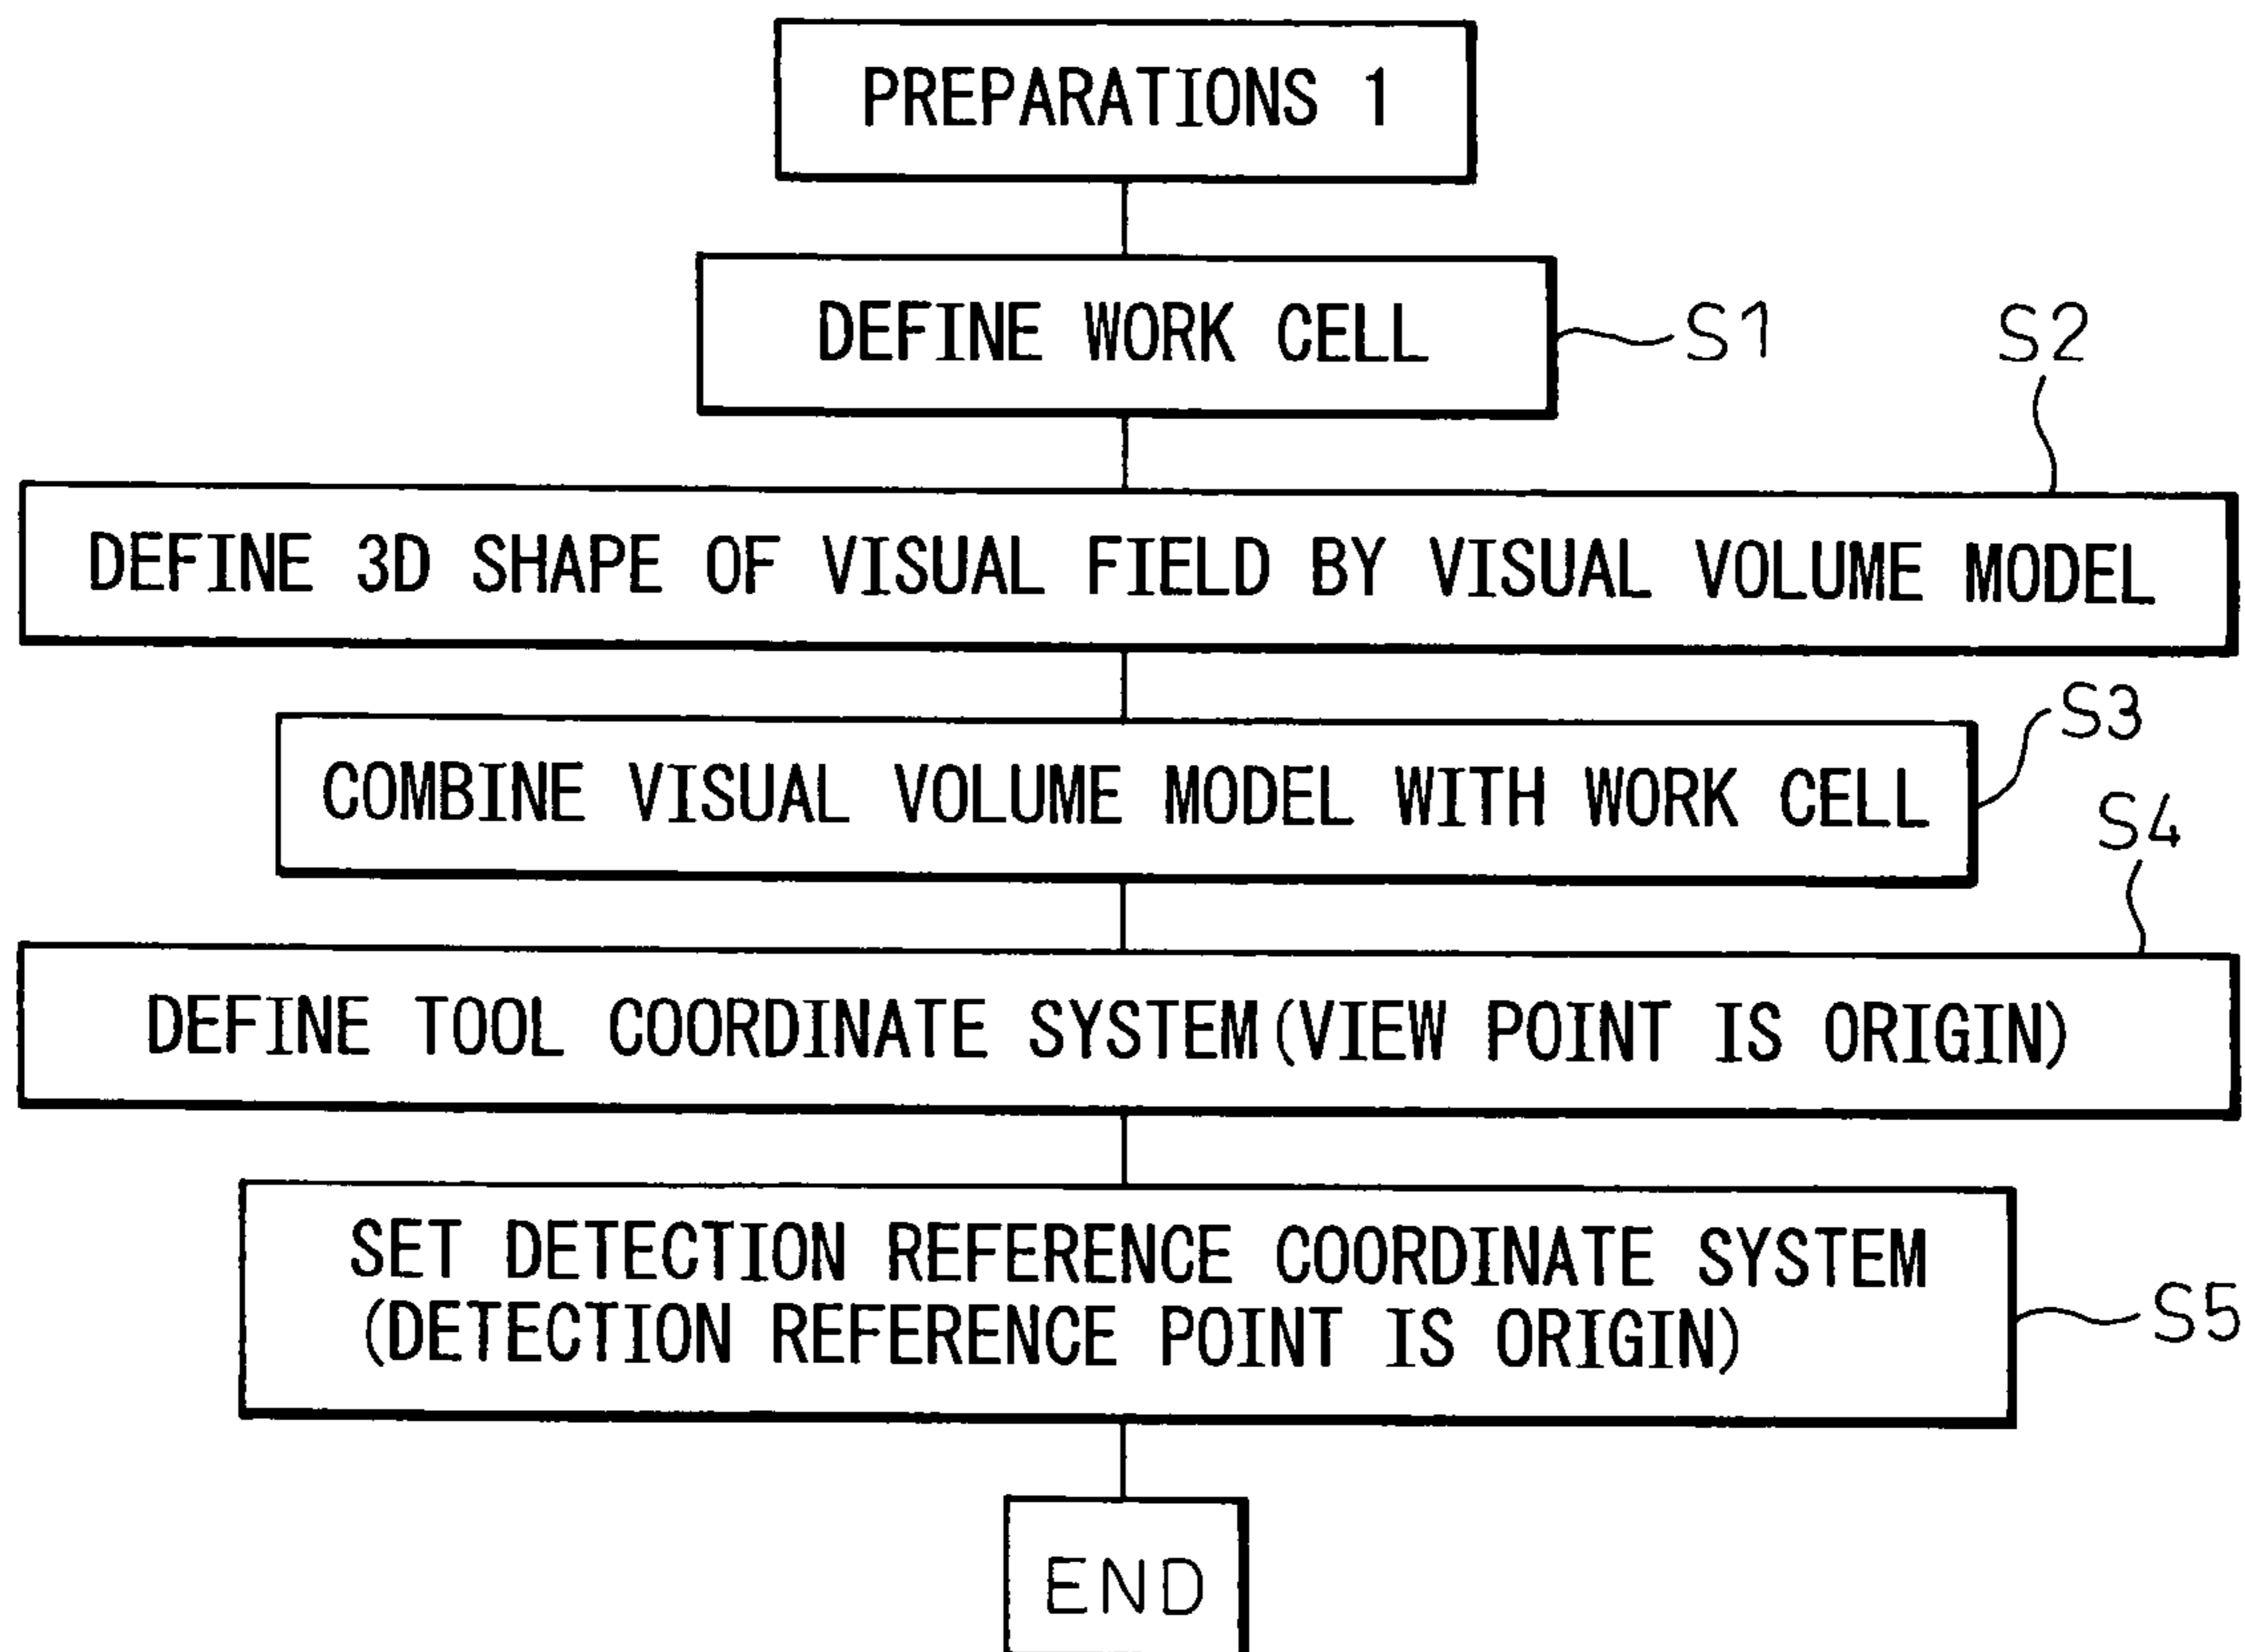 PREPARATIONS 1
DEFINE WORK CELL
S1
S2
DEFINE 3D SHAPE OF VISUAL FIELD BY VISUAL VOLUME MODEL
S3
COMBINE VISUAL VOLUME MODEL WITH WORK CELL
S4
DEFINE TOOL COORDINATE SYSTEM(VIEW POINT IS ORIGIN)
SET DETECTION REFERENCE COORDINATE SYSTEM
(DETECTION REFERENCE POINT IS ORIGIN)
S5
END